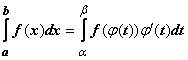 ∫_a^b f(x)dx = ∫_α^β f(φ(t))φ'(t)dt